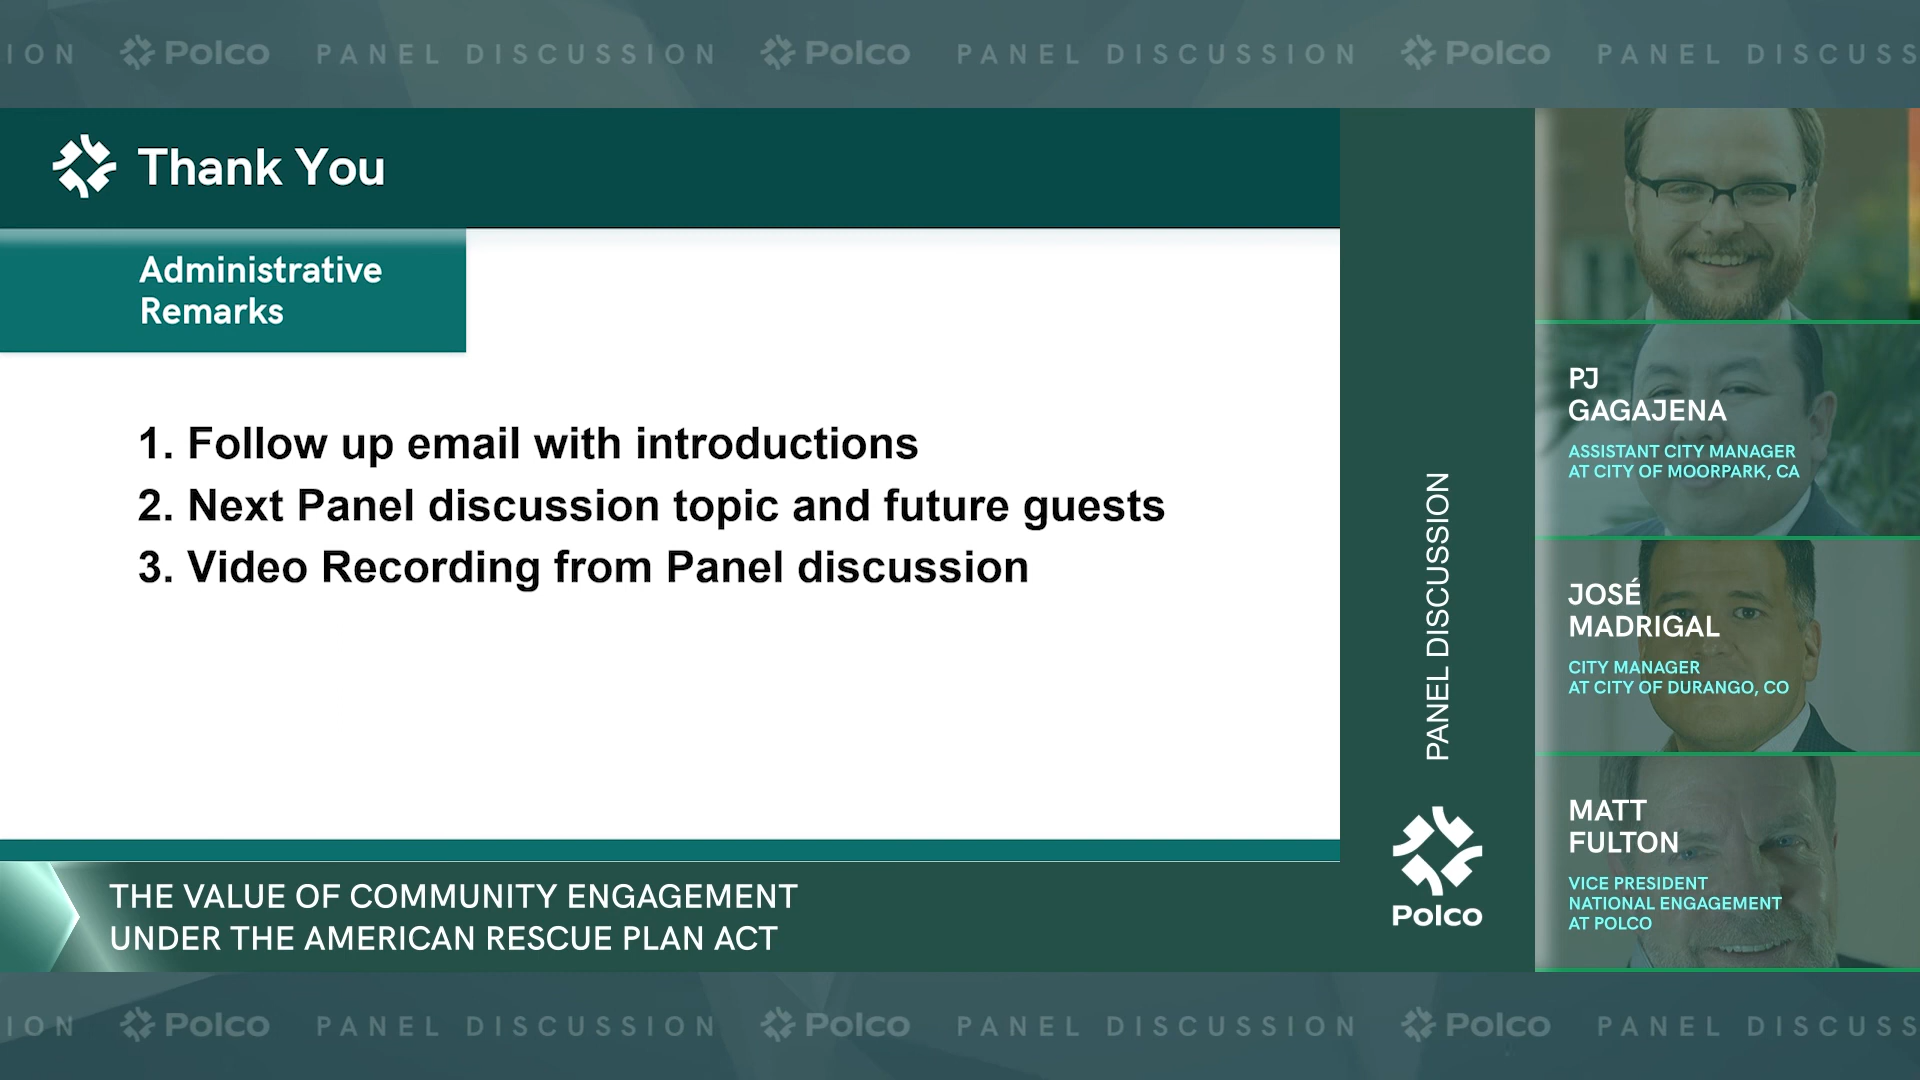 ION Polco PANEL DISCUSSION Polco PANEL DISCUSSION Polco PANEL DISCUSS
Thank You
Administrative
Remarks
1. Follow up email with introductions
2. Next Panel discussion topic and future guests
3. Video Recording from Panel discussion
THE VALUE OF COMMUNITY ENGAGEMENT
UNDER THE AMERICAN RESCUE PLAN ACT
PANEL DISCUSSION
Polco
PJ
GAGAJENA
ASSISTANT CITY MANAGER
AT CITY OF MOORPARK, CA
JOSÉ
MADRIGAL
CITY MANAGER
AT CITY OF DURANGO, CO
MATT
FULTON
VICE PRESIDENT
NATIONAL ENGAGEMENT
AT POLCO
ION Polco PANEL DISCUSSION Polco PANEL DISCUSSION Polco PANEL DISCUSS